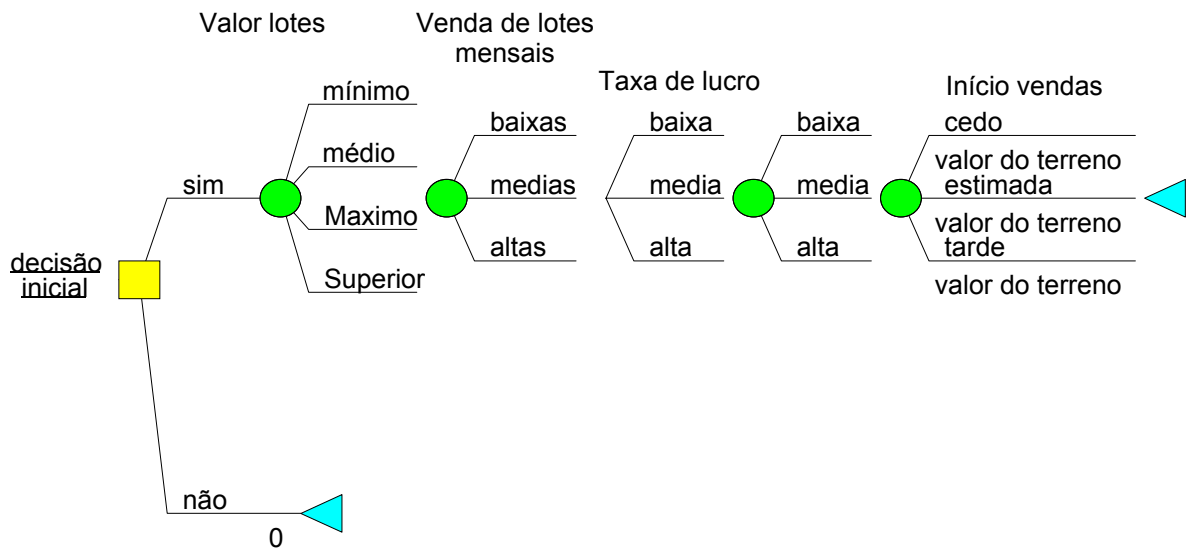 Valor lotes
Venda de lotes
mensais
Taxa de lucro
Início vendas
mínimo
médio
Maximo
Superior
baixas
medias
altas
baixa
media
alta
baixa
media
alta
cedo
valor do terreno
estimada
valor do terreno
tarde
valor do terreno
sim
decisão
inicial
não
0